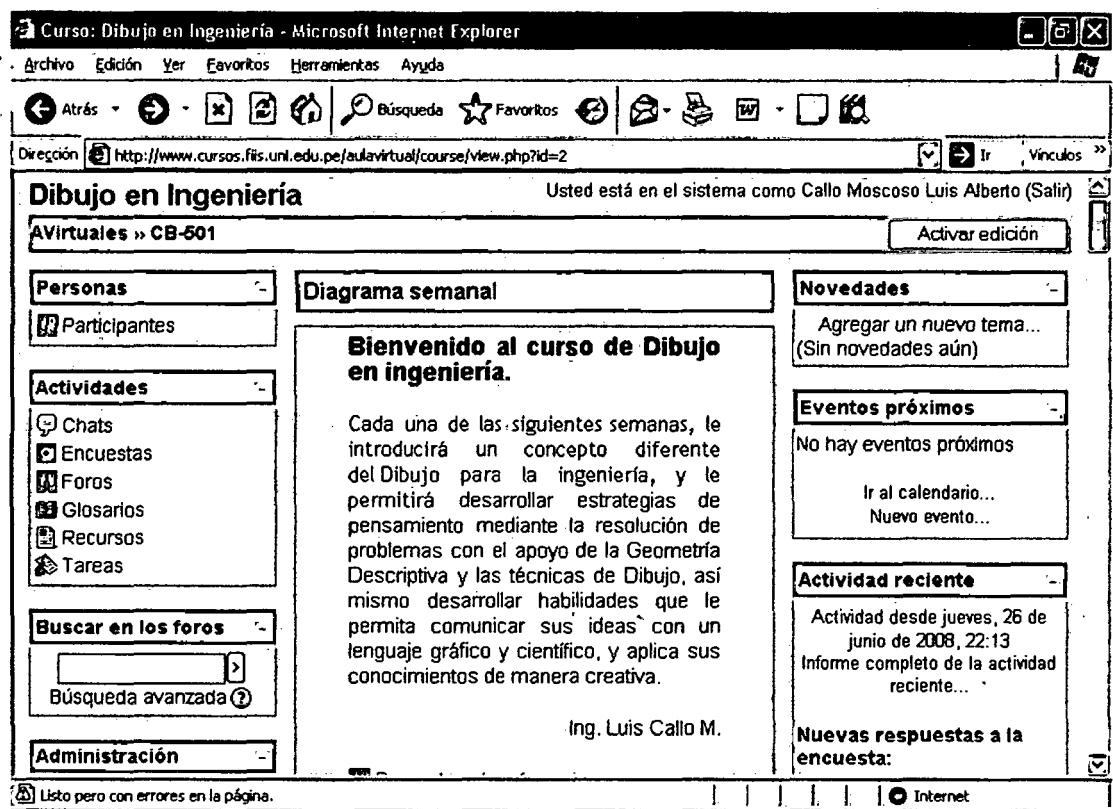 Curso: Dibujo en Ingeniería - Microsoft Internet Explorer
Archivo Edición Ver Favoritos Herramientas Ayuda
Atrás Búsqueda Favoritos
Dirección http://www.cursos.fiis.uni.edu.pe/aulavirtual/course/view.php?id=2 Ir Vínculos »
Dibujo en Ingeniería
Usted está en el sistema como Callo Moscoso Luis Alberto (Salir)
AVirtuales » CB-501
Activar edición
Personas
Participantes
Actividades
Chats
Encuestas
Foros
Glosarios
Recursos
Tareas
Buscar en los foros
Búsqueda avanzada
Administración
Diagrama semanal
Bienvenido al curso de Dibujo
en ingeniería.
Cada una de las siguientes semanas, le
introducirá un concepto diferente
del Dibujo para la ingeniería, y le
permitirá desarrollar estrategias de
pensamiento mediante la resolución de
problemas con el apoyo de la Geometría
Descriptiva y las técnicas de Dibujo, así
mismo desarrollar habilidades que le
permita comunicar sus ideas con un
lenguaje gráfico y científico, y aplica sus
conocimientos de manera creativa.
Ing. Luis Callo M.
Novedades
Agregar un nuevo tema...
(Sin novedades aún)
Eventos próximos
No hay eventos próximos
Ir al calendario...
Nuevo evento...
Actividad reciente
Actividad desde jueves, 26 de
junio de 2008, 22:13
Informe completo de la actividad
reciente...
Nuevas respuestas a la
encuesta:
Listo pero con errores en la página.
Internet